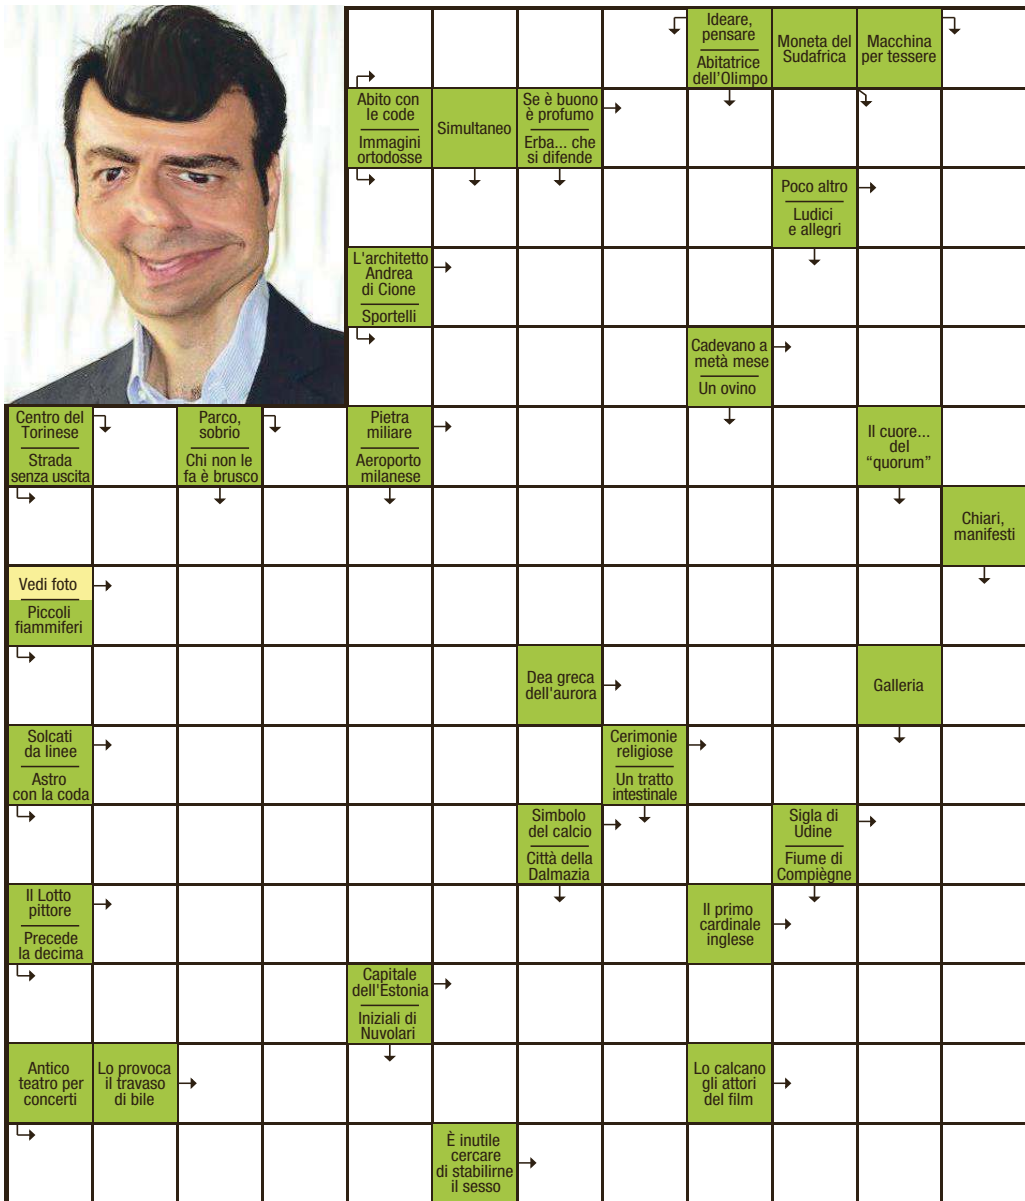 Ideare,
pensare
Abitatrice
dell'Olimpo
Moneta del
Sudafrica
Macchina
per tessere
Abito con
le code
Immagini
ortodosse
Simultaneo
Se è buono
è profumo
Erba... che
si difende
Poco altro
Ludici
e allegri
L'architetto
Andrea
di Cione
Sportelli
Cadevano a
metà mese
Un ovino
Centro del
Torinese
Strada
senza uscita
Parco,
sobrio
Chi non le
fa è brusco
Pietra
miliare
Aeroporto
milanese
Il cuore...
del
“quorum”
Chiari,
manifesti
Vedi foto
Piccoli
fiammiferi
Dea greca
dell'aurora
Galleria
Solcati
da linee
Astro
con la coda
Cerimonie
religiose
Un tratto
intestinale
Simbolo
del calcio
Città della
Dalmazia
Sigla di
Udine
Fiume di
Compiègne
Il Lotto
pittore
Precede
la decima
Il primo
cardinale
inglese
Capitale
dell'Estonia
Iniziali di
Nuvolari
Antico
teatro per
concerti
Lo provoca
il travaso
di bile
Lo calcano
gli attori
del film
È inutile
cercare
di stabilirne
il sesso